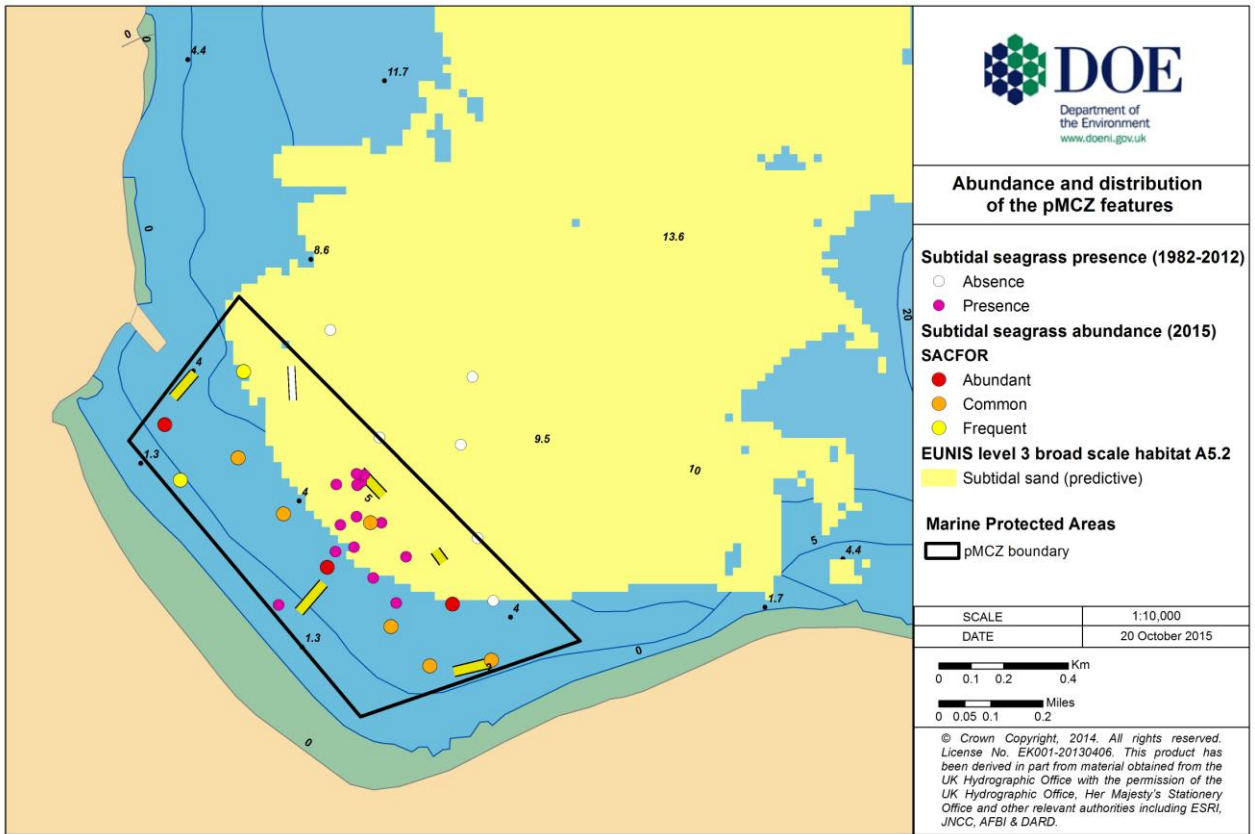 DOE
Department of
the Environment
www.doeni.gov.uk
Abundance and distribution
of the pMCZ features
Subtidal seagrass presence (1982-2012)
Absence
Presence
Subtidal seagrass abundance (2015)
SACFOR
Abundant
Common
Frequent
EUNIS level 3 broad scale habitat A5.2
Subtidal sand (predictive)
Marine Protected Areas
pMCZ boundary
SCALE 1:10,000
DATE 20 October 2015
Km
0 0.1 0.2 0.4
Miles
0 0.05 0.1 0.2
© Crown Copyright, 2014. All rights reserved.
License No. EK001-20130406. This product has
been derived in part from material obtained from the
UK Hydrographic Office with the permission of the
UK Hydrographic Office, Her Majesty's Stationery
Office and other relevant authorities including ESRI,
JNCC, AFBI & DARD.
0
0
4.4
11.7
0
8.6
13.6
20
4
1.3
9.5
10
4
5
5
4.4
1.7
4
1.3
2
0
0